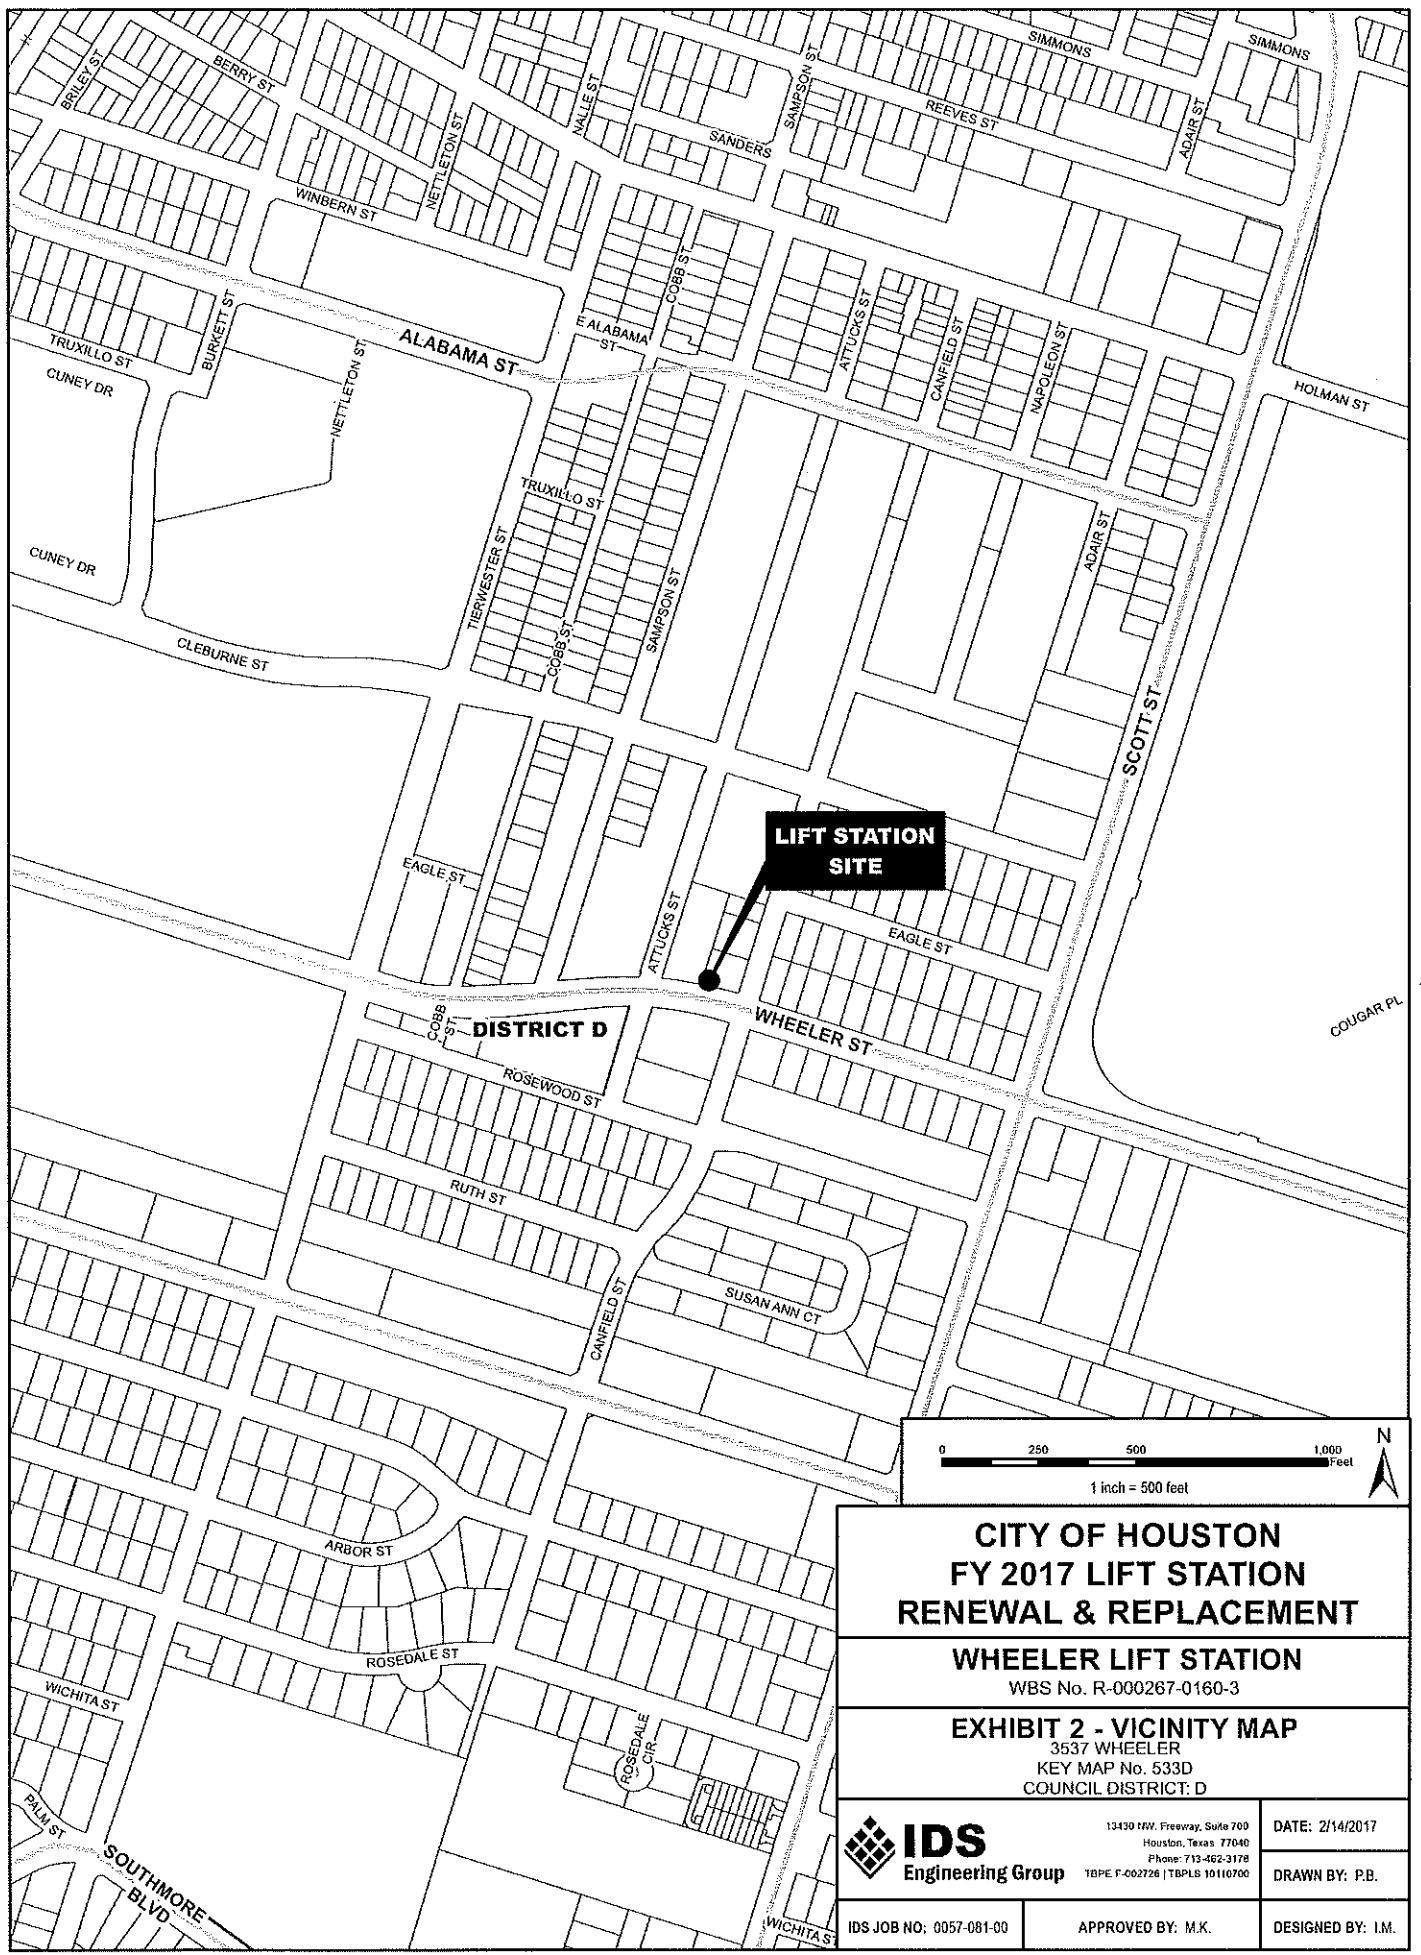 SIMMONS
SIMMONS
BRILEY ST
BERRY ST
NALLE ST
SAMPSON ST
REEVES ST
ADAIR ST
NETTLETON ST
SANDERS
WINBERN ST
COBB ST
BURKETT ST
ALABAMA ST
E ALABAMA
ST
ATTUCKS ST
CANFIELD ST
NAPOLEON ST
TRUXILLO ST
CUNEY DR
NETTLETON ST
HOLMAN ST
TRUXILLO ST
ADAIR ST
CUNEY DR
TIERWESTER ST
SAMPSON ST
COBB ST
CLEBURNE ST
SCOTT ST
LIFT STATION
SITE
EAGLE ST
ATTUCKS ST
EAGLE ST
COBB
ST
DISTRICT D
WHEELER ST
COUGAR PL
ROSEWOOD ST
RUTH ST
SUSAN ANN CT
CANFIELD ST
ARBOR ST
ROSEDALE ST
WICHITA ST
ROSEDALE
CIR
PALM ST
SOUTHMORE
BLVD
WICHITA ST
0 250 500 1,000
Feet
N
1 inch = 500 feet
CITY OF HOUSTON
FY 2017 LIFT STATION
RENEWAL & REPLACEMENT
WHEELER LIFT STATION
WBS No. R-000267-0160-3
EXHIBIT 2 - VICINITY MAP
3537 WHEELER
KEY MAP No. 533D
COUNCIL DISTRICT: D
IDS
Engineering Group
13430 NW. Freeway, Suite 700
Houston, Texas 77040
Phone: 713-462-3178
TBPE F-002726 | TBPLS 10110700
DATE: 2/14/2017
DRAWN BY: P.B.
IDS JOB NO: 0057-081-00
APPROVED BY: M.K.
DESIGNED BY: I.M.